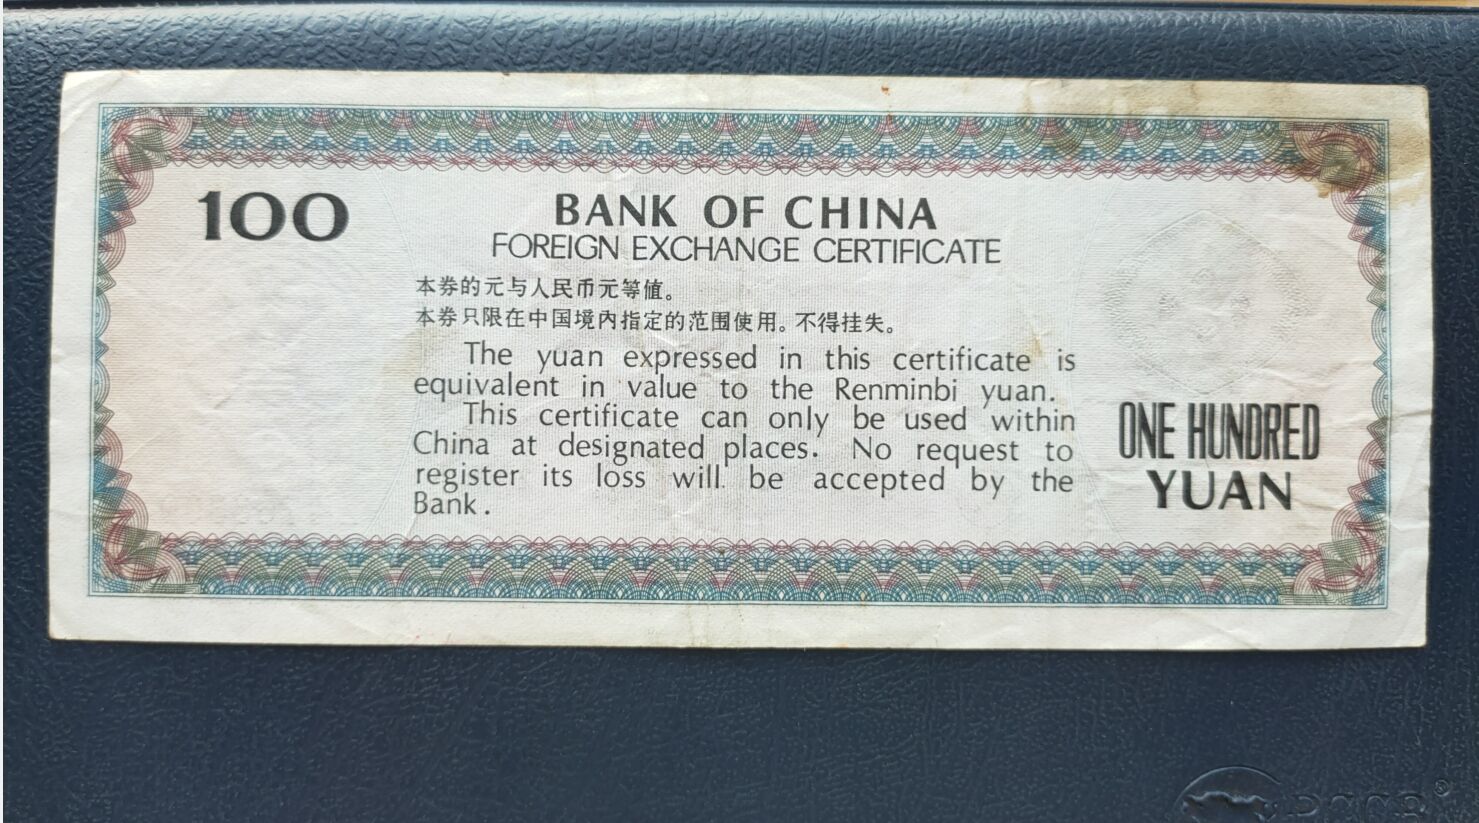 100
BANK OF CHINA
FOREIGN EXCHANGE CERTIFICATE
本券的元与人民币元等值。
本券只限在中国境内指定的范围使用。不得挂失。
The yuan expressed in this certificate is
equivalent in value to the Renminbi yuan.
This certificate can only be used within
China at designated places. No request to
register its loss will be accepted by the
Bank.
ONE HUNDRED
YUAN